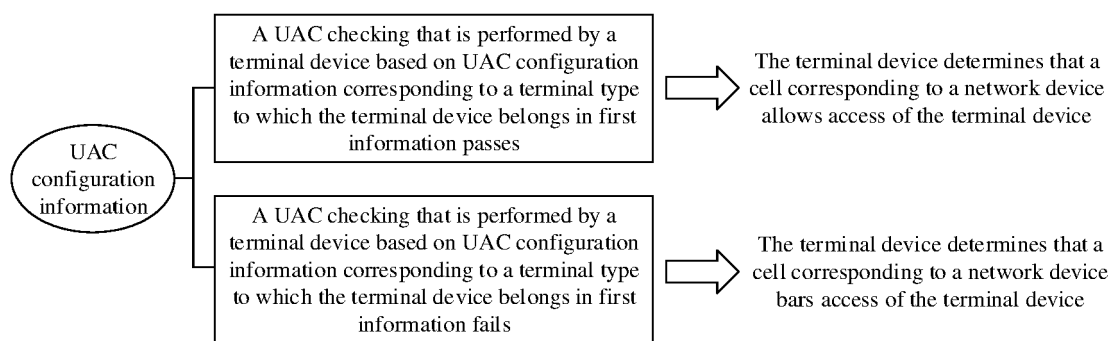 UAC
configuration
information
A UAC checking that is performed by a
terminal device based on UAC configuration
information corresponding to a terminal type
to which the terminal device belongs in first
information passes
The terminal device determines that a
cell corresponding to a network device
allows access of the terminal device
A UAC checking that is performed by a
terminal device based on UAC configuration
information corresponding to a terminal type
to which the terminal device belongs in first
information fails
The terminal device determines that a
cell corresponding to a network device
bars access of the terminal device